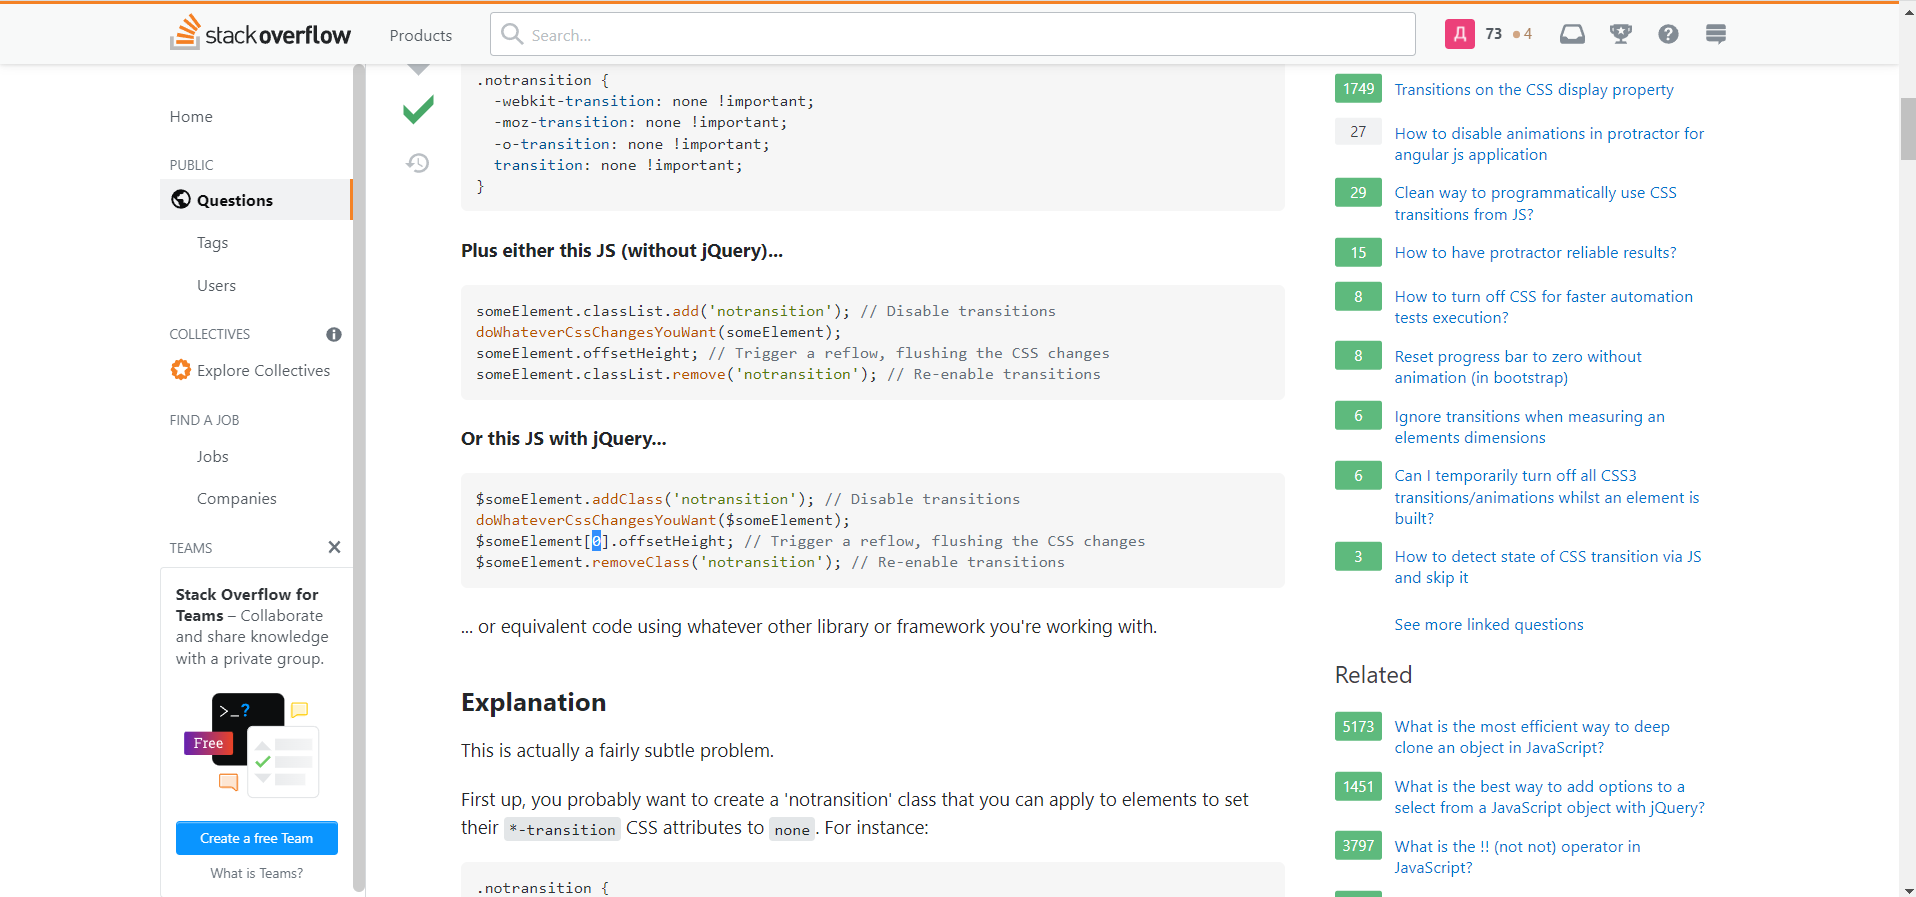 stack overflow
Products
Search...
Д
73
4
Home
PUBLIC
Questions
Tags
Users
COLLECTIVES
Explore Collectives
FIND A JOB
Jobs
Companies
TEAMS
Stack Overflow for
Teams – Collaborate
and share knowledge
with a private group.
>_?
Free
Create a free Team
What is Teams?
.notransition {
-webkit-transition: none !important;
-moz-transition: none !important;
-o-transition: none !important;
transition: none !important;
}
Plus either this JS (without jQuery)...
someElement.classList.add('notransition'); // Disable transitions
doWhateverCssChangesYouWant(someElement);
someElement.offsetHeight; // Trigger a reflow, flushing the CSS changes
someElement.classList.remove('notransition'); // Re-enable transitions
Or this JS with jQuery...
$someElement.addClass('notransition'); // Disable transitions
doWhateverCssChangesYouWant($someElement);
$someElement[0].offsetHeight; // Trigger a reflow, flushing the CSS changes
$someElement.removeClass('notransition'); // Re-enable transitions
... or equivalent code using whatever other library or framework you're working with.
Explanation
This is actually a fairly subtle problem.
First up, you probably want to create a 'notransition' class that you can apply to elements to set
their *-transition CSS attributes to none. For instance:
.notransition {
1749 Transitions on the CSS display property
27 How to disable animations in protractor for
angular js application
29 Clean way to programmatically use CSS
transitions from JS?
15 How to have protractor reliable results?
8 How to turn off CSS for faster automation
tests execution?
8 Reset progress bar to zero without
animation (in bootstrap)
6 Ignore transitions when measuring an
elements dimensions
6 Can I temporarily turn off all CSS3
transitions/animations whilst an element is
built?
3 How to detect state of CSS transition via JS
and skip it
See more linked questions
Related
5173 What is the most efficient way to deep
clone an object in JavaScript?
1451 What is the best way to add options to a
select from a JavaScript object with jQuery?
3797 What is the !! (not not) operator in
JavaScript?